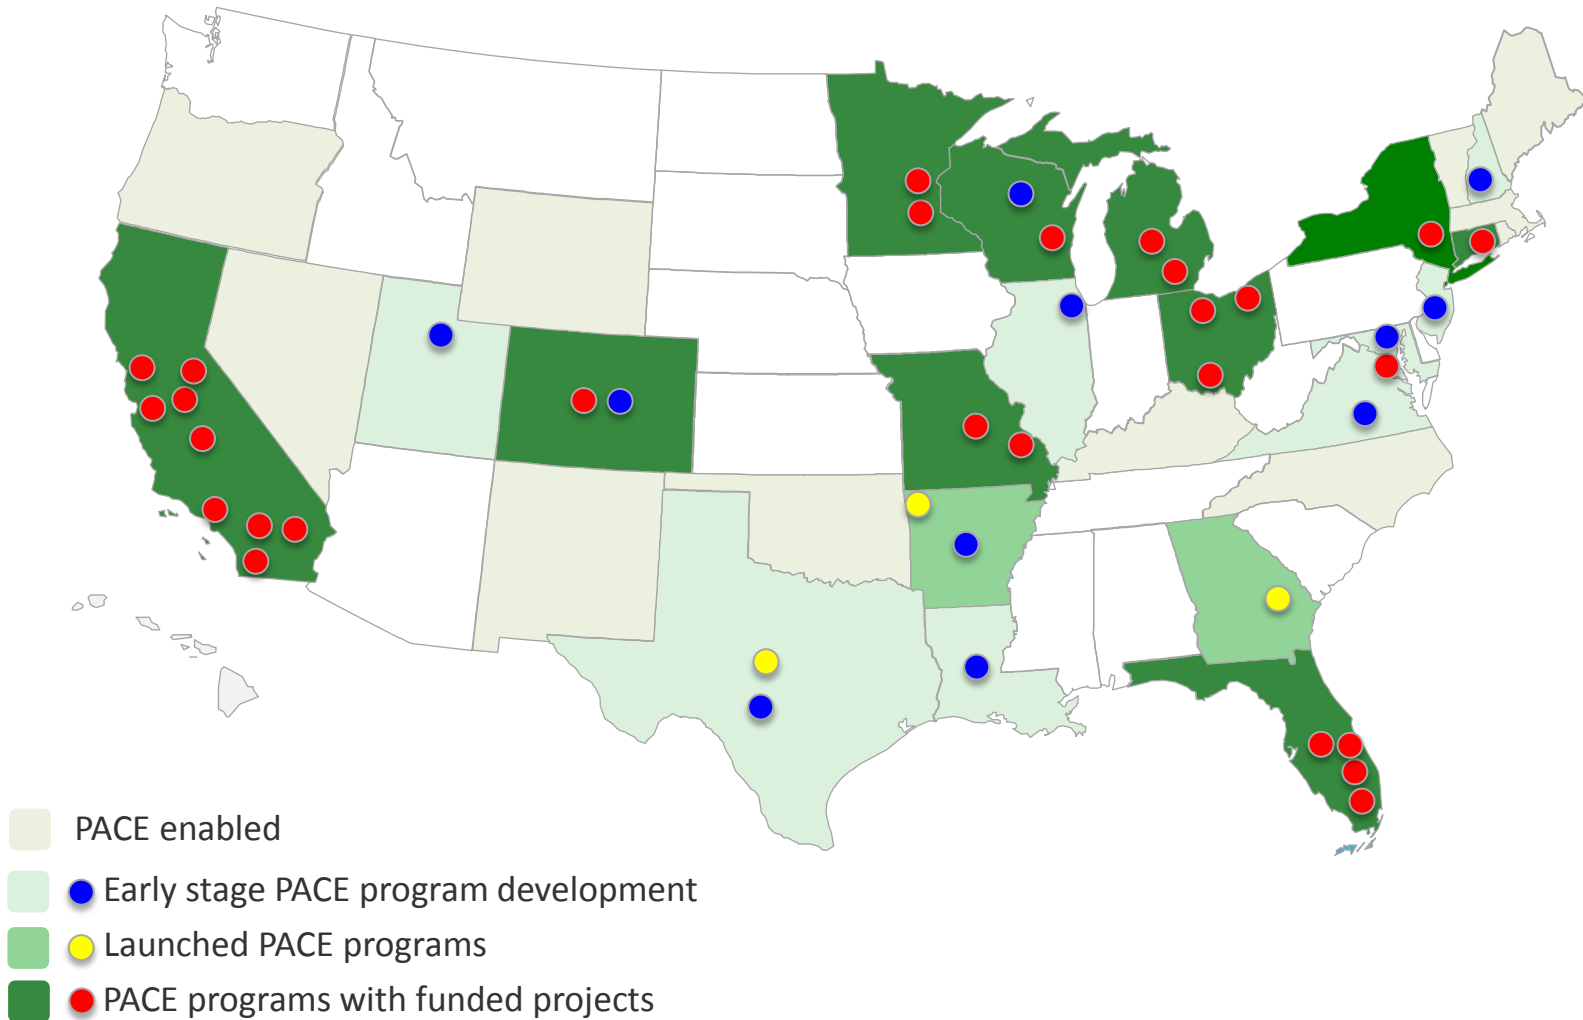 PACE enabled
Early stage PACE program development
Launched PACE programs
PACE programs with funded projects